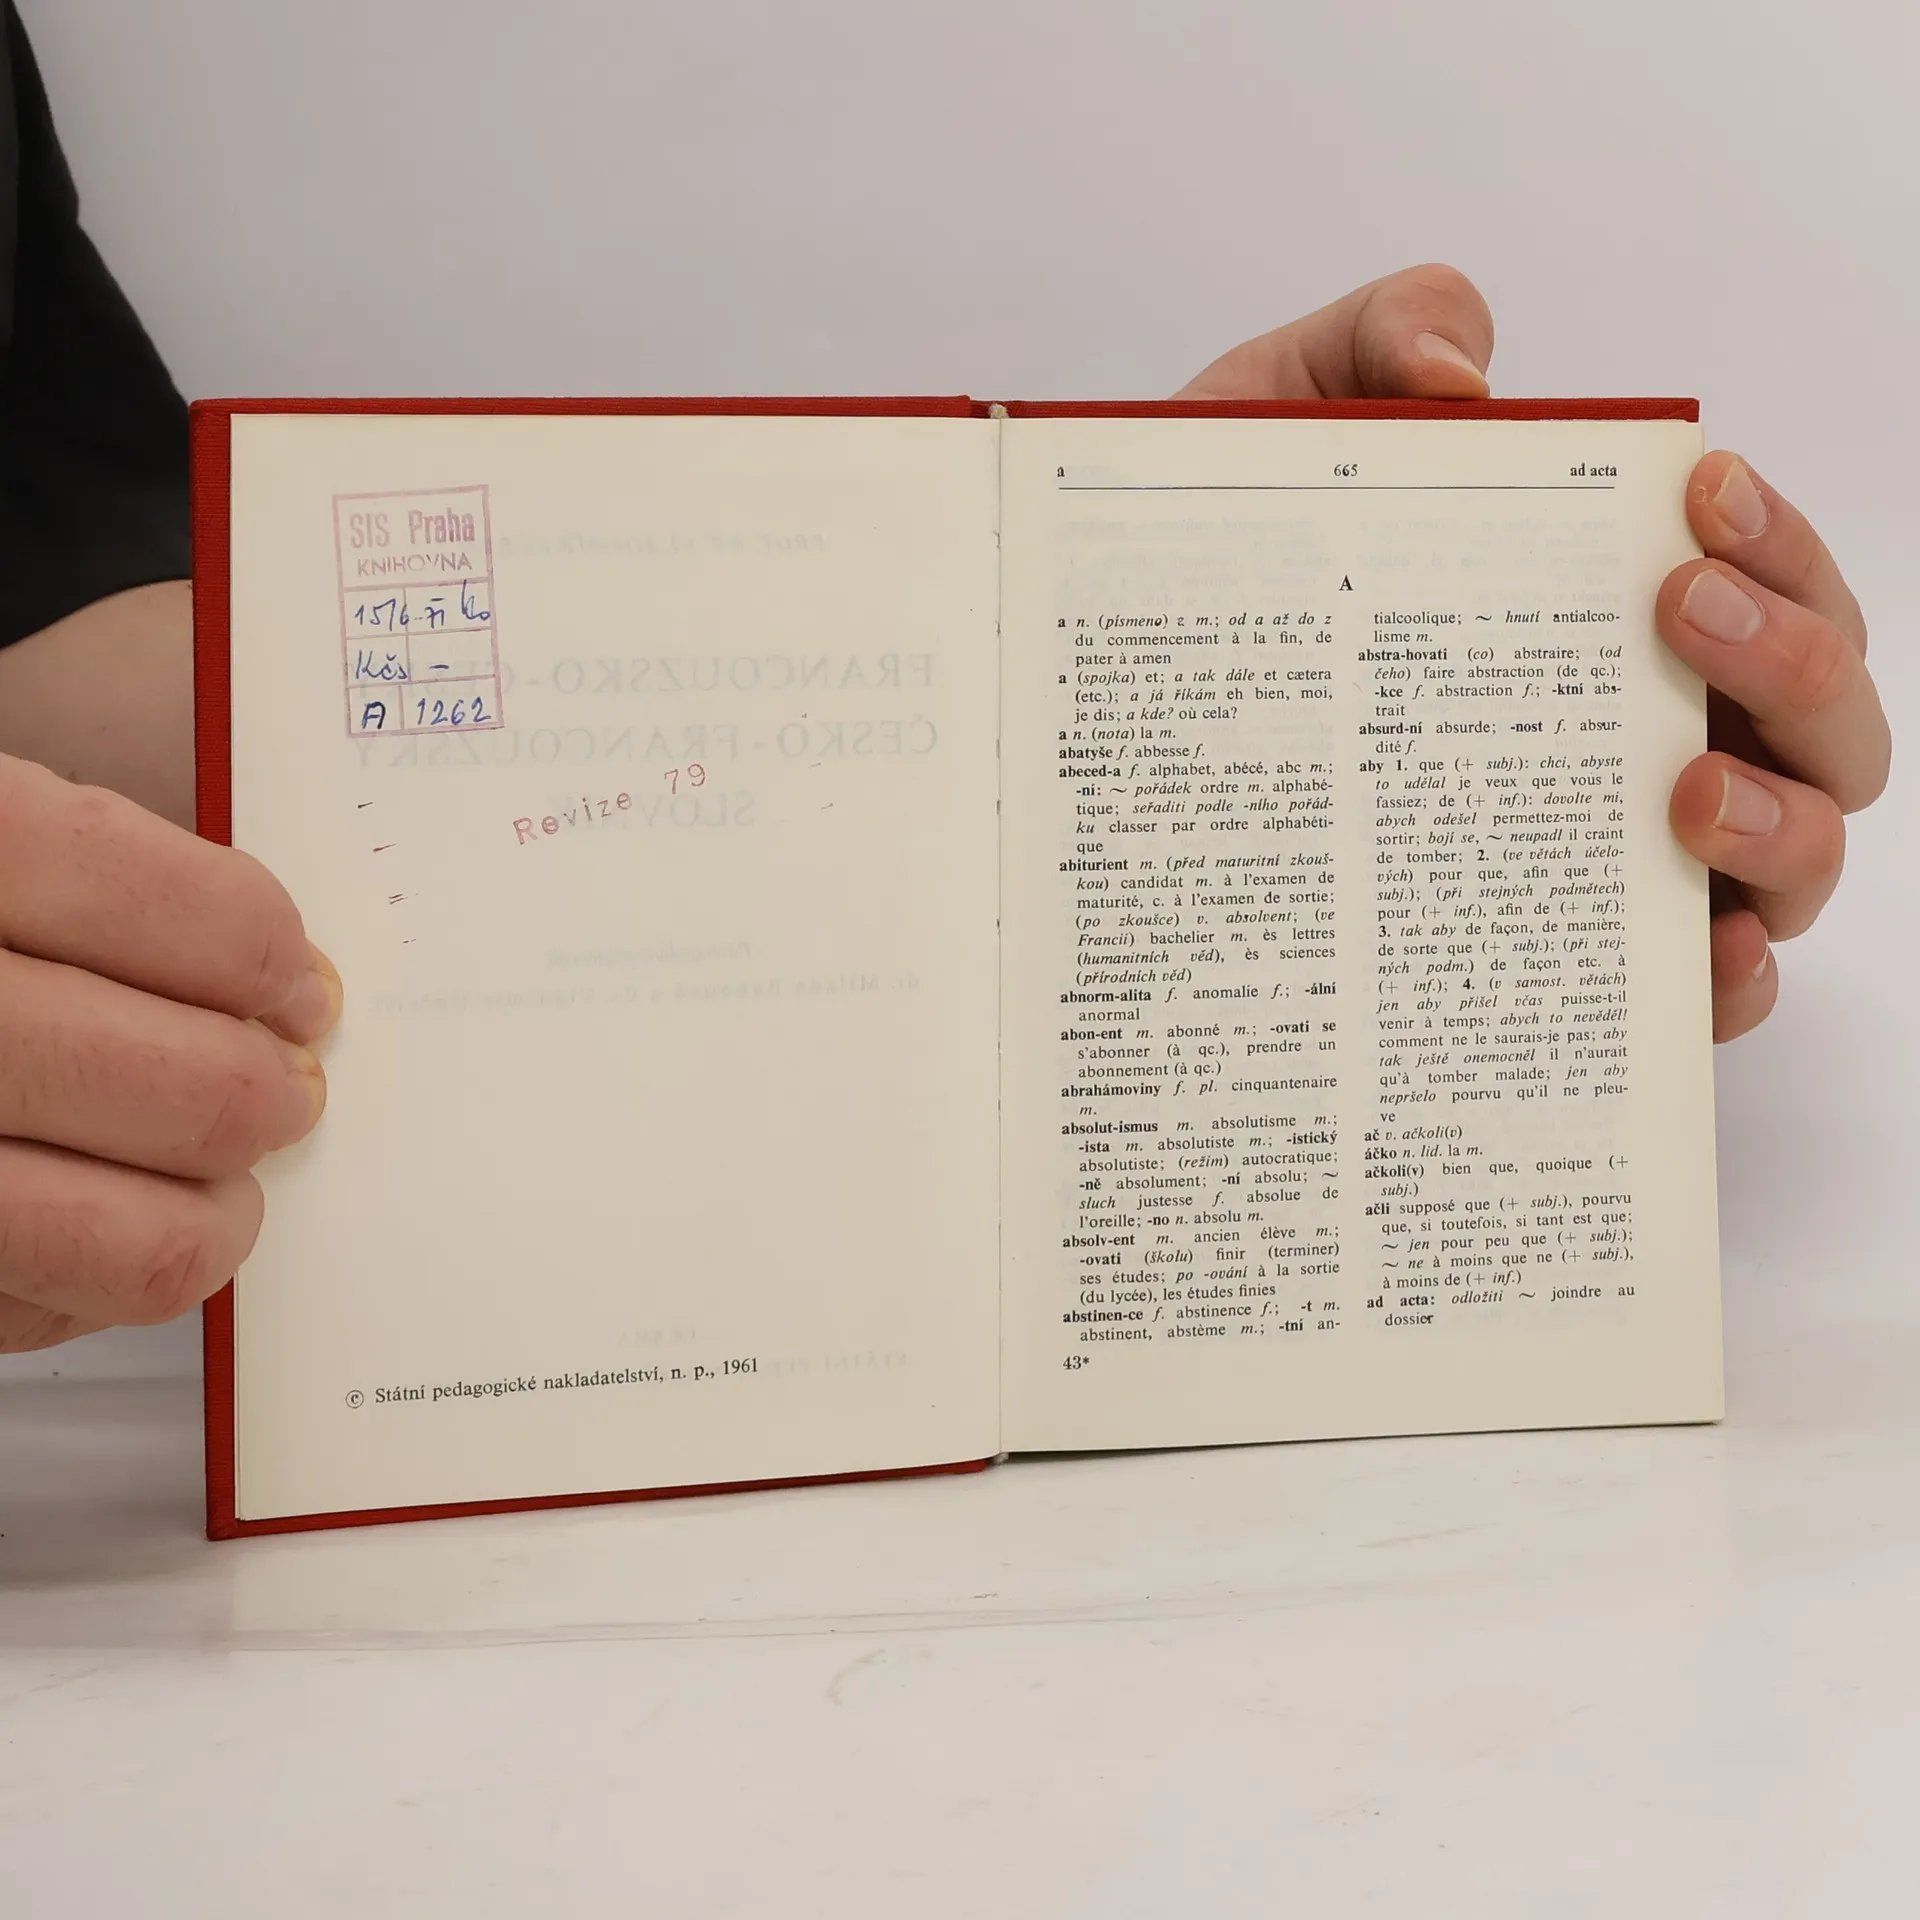 SIS Praha
KNIHOVNA
Kčs —
A 1262
Revize 79
© Státní pedagogické nakladatelství, n. p., 1961
a 665 ad acta
A
a n. (písmeno) a m.; od a až do z
du commencement à la fin, de
pater à amen
a (spojka) et; a tak dále et cætera
(etc.); a já říkám eh bien, moi,
je dis; a kde? où cela?
a n. (nota) la m.
abatyše f. abbesse f.
abeced-a f. alphabet, abécé, abc m.;
-ní: ~ pořádek ordre m. alphabé-
tique; seřaditi podle -ního pořád-
ku classer par ordre alphabéti-
que
abiturient m. (před maturitní zkouš-
kou) candidat m. à l'examen de
maturité, c. à l'examen de sortie;
(po zkoušce) v. absolvent; (ve
Francii) bachelier m. ès lettres
(humanitních věd), ès sciences
(přírodních věd)
abnorm-alita f. anomalie f.; -ální
anormal
abon-ent m. abonné m.; -ovati se
s'abonner (à qc.), prendre un
abonnement (à qc.)
abrahámoviny f. pl. cinquantenaire
m.
absolut-ismus m. absolutisme m.;
-ista m. absolutiste m.; -istický
absolutiste; (režim) autocratique;
-ně absolument; -ní absolu; ~
sluch justesse f. absolue de
l'oreille; -no n. absolu m.
absolv-ent m. ancien élève m.;
-ovati (školu) finir (terminer)
ses études; po -ování à la sortie
(du lycée), les études finies
abstinen-ce f. abstinence f.; -t m.
abstinent, abstème m.; -tní an-
43*
tialcoolique; ~ hnutí antialcoo-
lisme m.
abstra-hovati (co) abstraire; (od
čeho) faire abstraction (de qc.);
-kce f. abstraction f.; -ktní abs-
trait
absurd-ní absurde; -nost f. absur-
dité f.
aby 1. que (+ subj.): chci, abyste
to udělal je veux que vous le
fassiez; de (+ inf.): dovolte mi,
abych odešel permettez-moi de
sortir; bojí se, ~ neupadl il craint
de tomber; 2. (ve větách účelo-
vých) pour que, afin que (+
subj.); (při stejných podmětech)
pour (+ inf.), afin de (+ inf.);
3. tak aby de façon, de manière,
de sorte que (+ subj.); (při stej-
ných podm.) de façon etc. à
(+ inf.); 4. (v samost. větách)
jen aby přišel včas puisse-t-il
venir à temps; abych to nevěděl!
comment ne le saurais-je pas; aby
tak ještě onemocněl il n'aurait
qu'à tomber malade; jen aby
nepršelo pourvu qu'il ne pleu-
ve
ač v. ačkoli(v)
áčko n. lid. la m.
ačkoli(v) bien que, quoique (+
subj.)
ačli supposé que (+ subj.), pourvu
que, si toutefois, si tant est que;
~ jen pour peu que (+ subj.);
~ ne à moins que ne (+ subj.),
à moins de (+ inf.)
ad acta: odložiti ~ joindre au
dossier